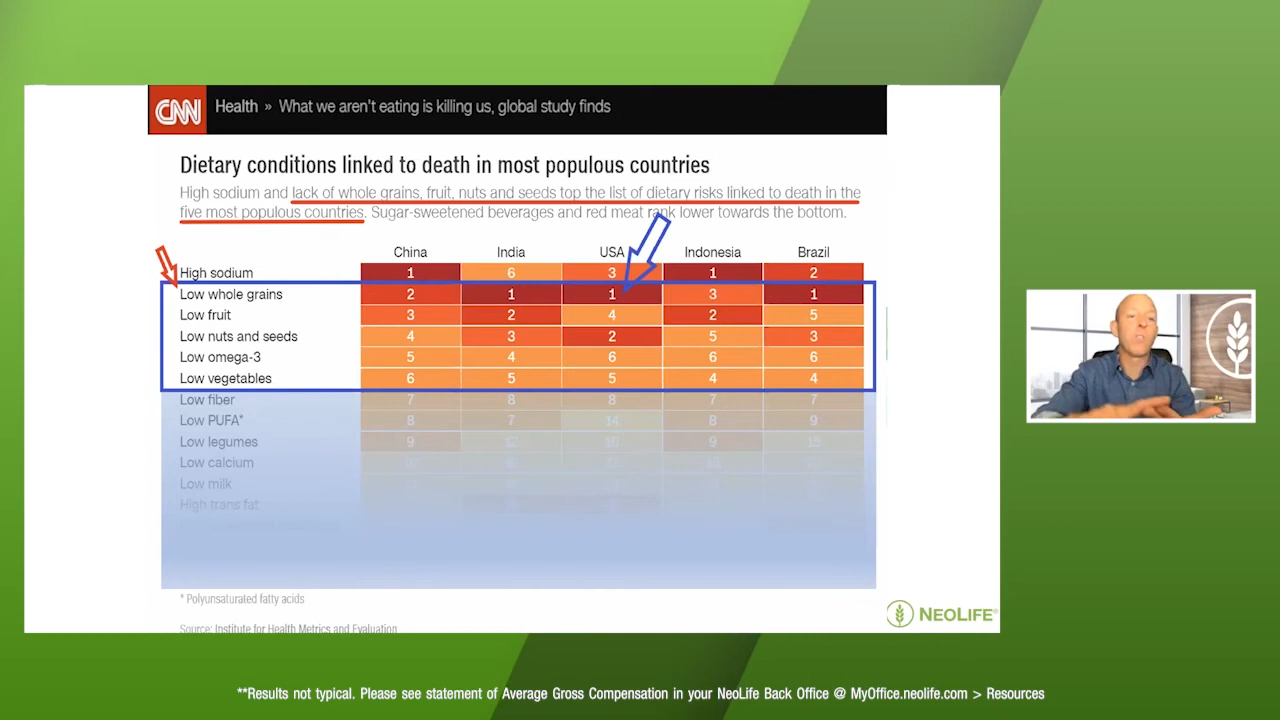 CNN Health » What we aren't eating is killing us, global study finds
Dietary conditions linked to death in most populous countries
High sodium and lack of whole grains, fruit, nuts and seeds top the list of dietary risks linked to death in the
five most populous countries. Sugar-sweetened beverages and red meat rank lower towards the bottom.
China India USA Indonesia Brazil
High sodium 1 6 3 1 2
Low whole grains 2 1 1 3 1
Low fruit 3 2 4 2 5
Low nuts and seeds 4 3 2 5 3
Low omega-3 5 4 6 6 6
Low vegetables 6 5 5 4 4
Low fiber 7 8 8 7 7
Low PUFA* 8 7 14 8 9
Low legumes 9 12 10 9 15
Low calcium
Low milk
High trans fat
* Polyunsaturated fatty acids
NEOLIFE®
Source: Institute for Health Metrics and Evaluation
**Results not typical. Please see statement of Average Gross Compensation in your NeoLife Back Office @ MyOffice.neolife.com > Resources